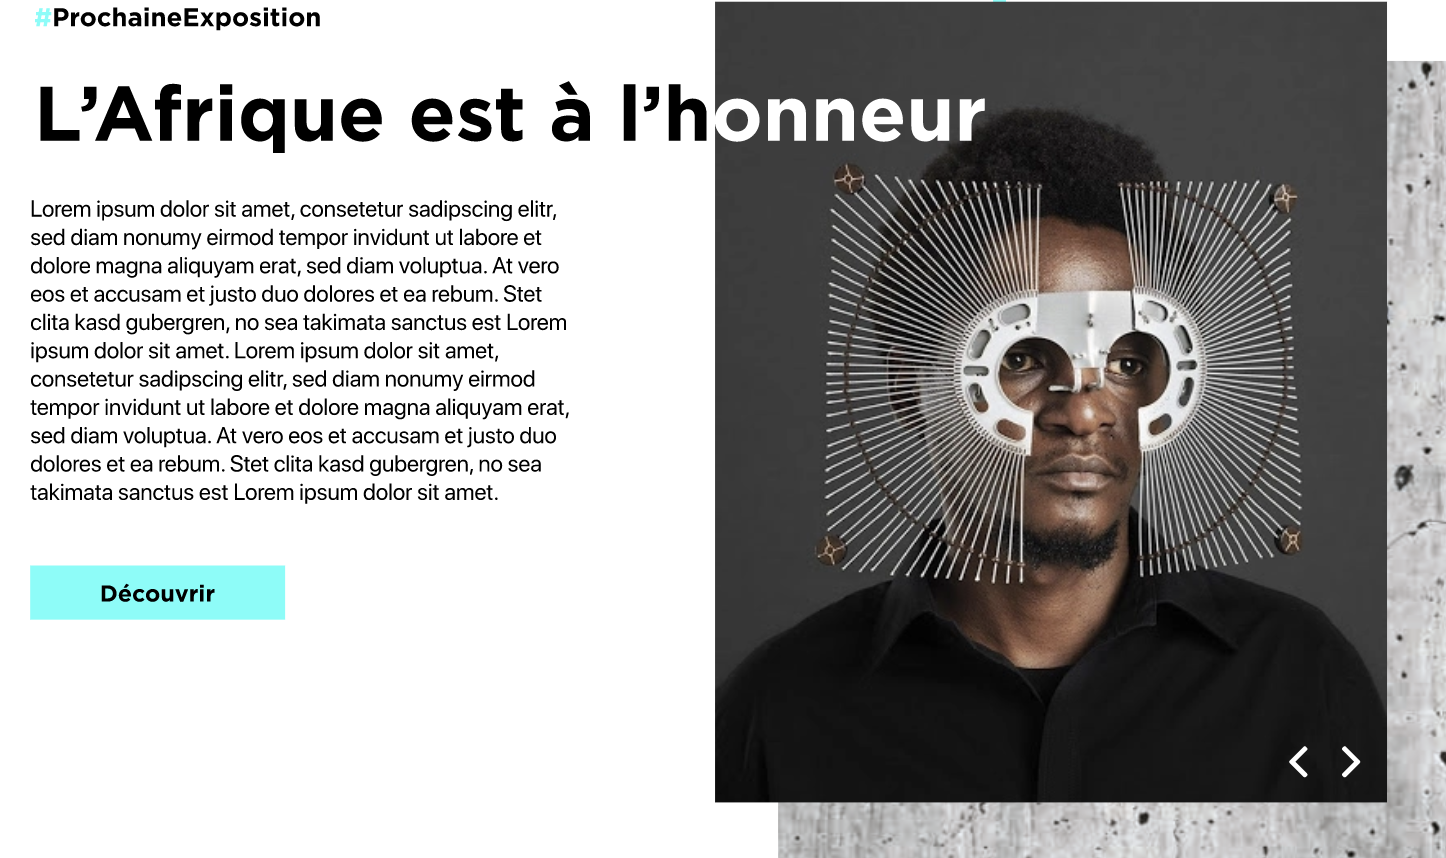 #ProchaineExposition
L’Afrique est à l’honneur
Lorem ipsum dolor sit amet, consetetur sadipscing elitr,
sed diam nonumy eirmod tempor invidunt ut labore et
dolore magna aliquyam erat, sed diam voluptua. At vero
eos et accusam et justo duo dolores et ea rebum. Stet
clita kasd gubergren, no sea takimata sanctus est Lorem
ipsum dolor sit amet. Lorem ipsum dolor sit amet,
consetetur sadipscing elitr, sed diam nonumy eirmod
tempor invidunt ut labore et dolore magna aliquyam erat,
sed diam voluptua. At vero eos et accusam et justo duo
dolores et ea rebum. Stet clita kasd gubergren, no sea
takimata sanctus est Lorem ipsum dolor sit amet.
Découvrir